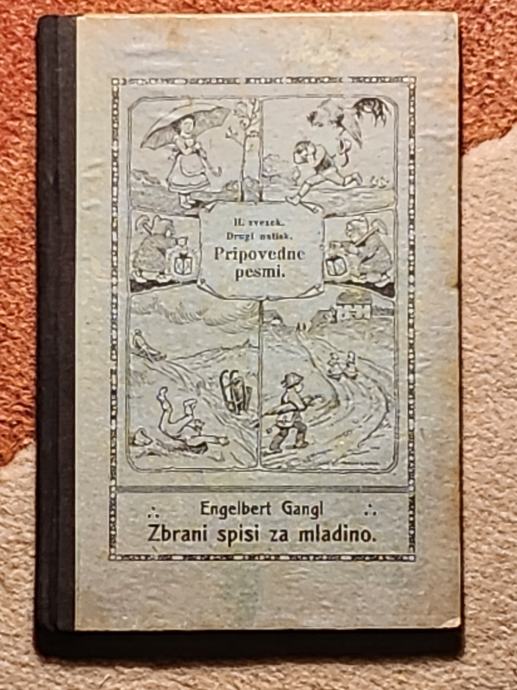 II. zvezek.
Drugi natisk.
Pripovedne
pesmi.
Engelbert Gangl
Zbrani spisi za mladino.